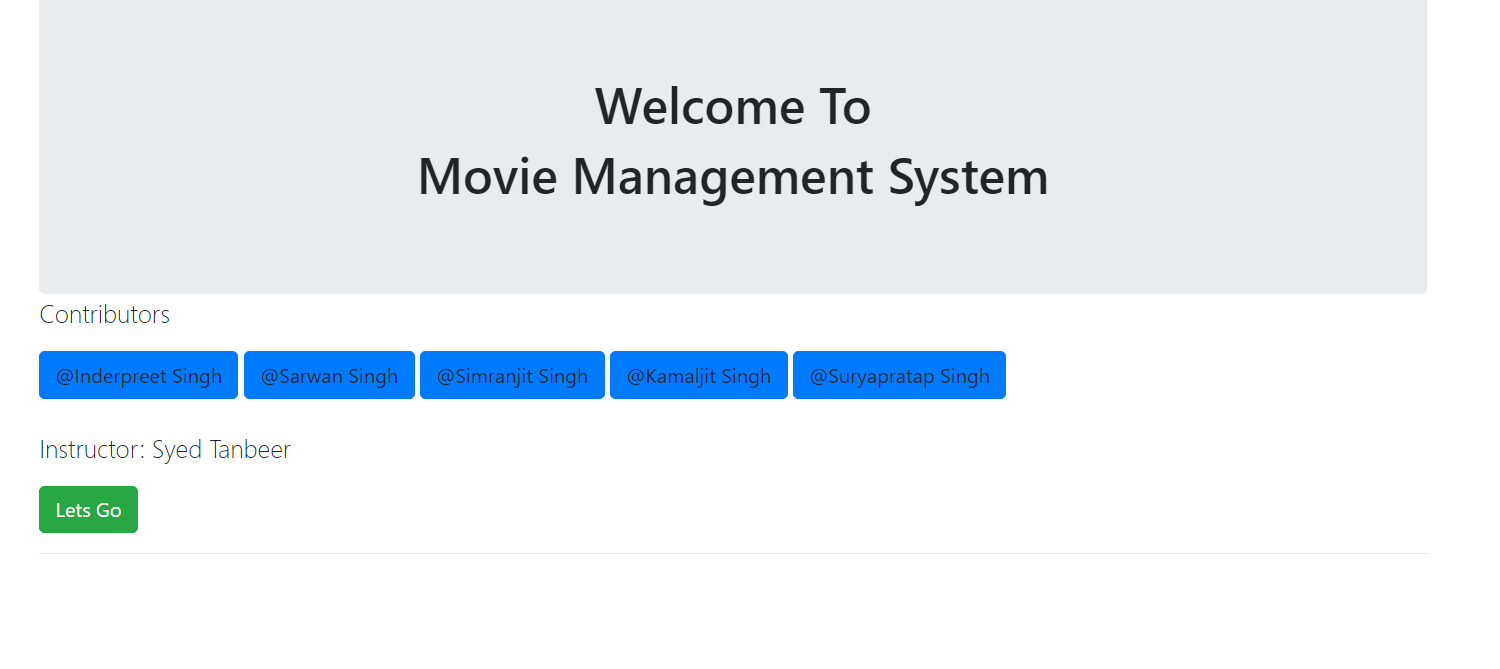 Welcome To
Movie Management System
Contributors
@Inderpreet Singh @Sarwan Singh @Simranjit Singh @Kamaljit Singh @Suryapratap Singh
Instructor: Syed Tanbeer
Lets Go